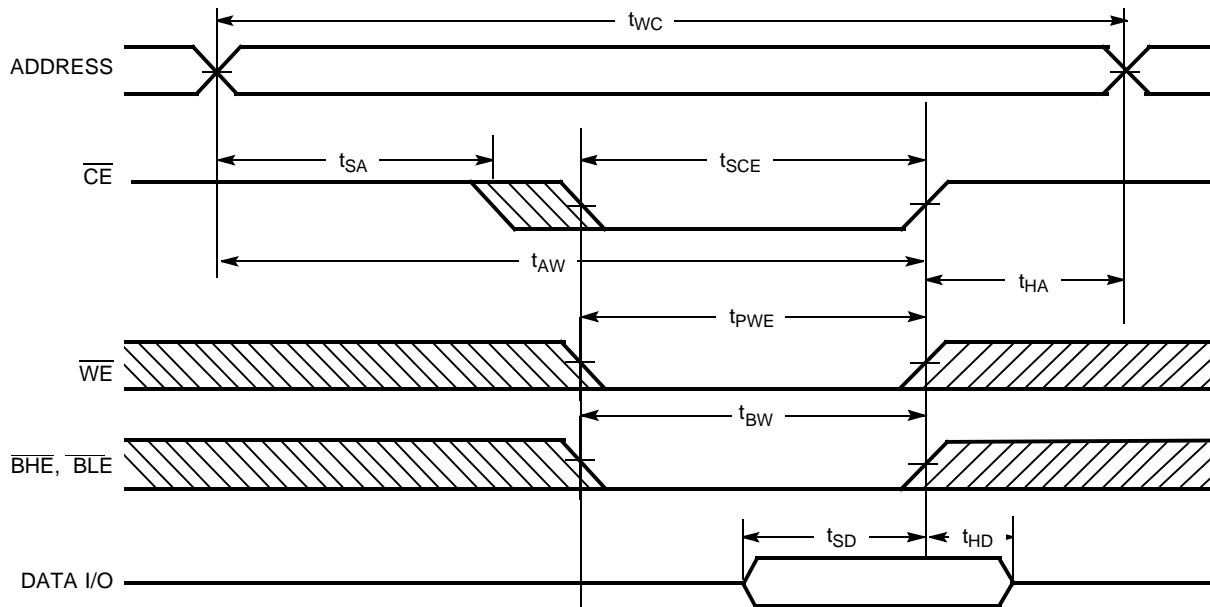 tWC
ADDRESS
tSA
tSCE
CE
tAW
tHA
tPWE
WE
tBW
BHE, BLE
tSD
tHD
DATA I/O